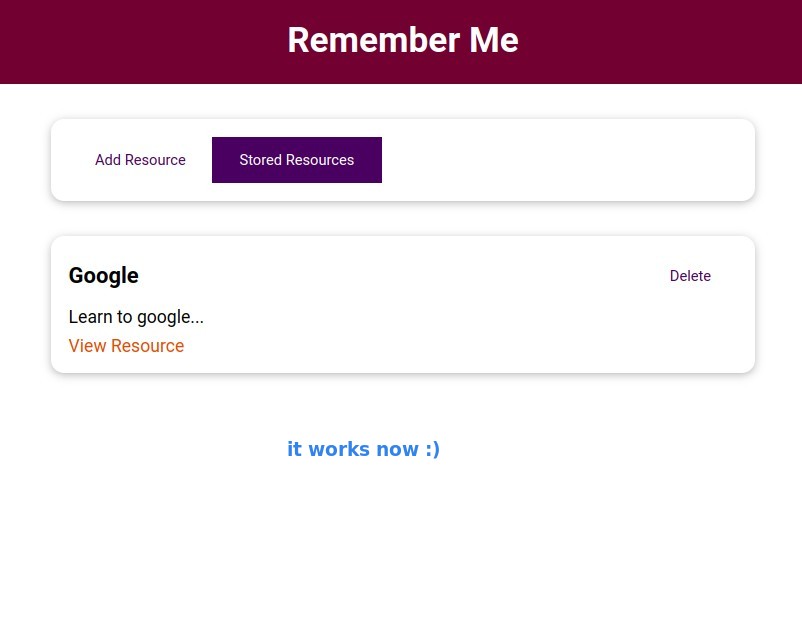 Remember Me
Add Resource Stored Resources
Google Delete
Learn to google...
View Resource
it works now :)